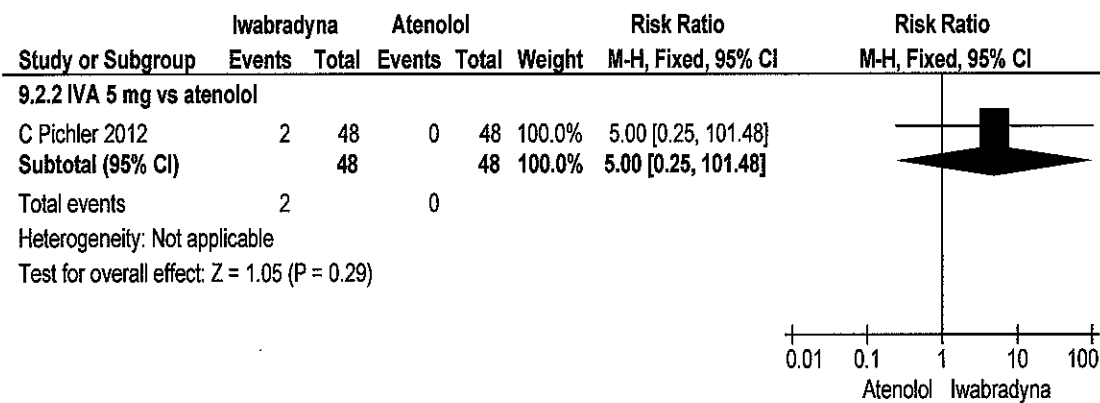 Iwabradyna Atenolol Risk Ratio Risk Ratio
Study or Subgroup Events Total Events Total Weight M-H, Fixed, 95% CI M-H, Fixed, 95% CI
9.2.2 IVA 5 mg vs atenolol
C Pichler 2012 2 48 0 48 100.0% 5.00 [0.25, 101.48]
Subtotal (95% CI) 48 48 100.0% 5.00 [0.25, 101.48]
Total events 2 0
Heterogeneity: Not applicable
Test for overall effect: Z = 1.05 (P = 0.29)
0.01 0.1 1 10 100
Atenolol Iwabradyna